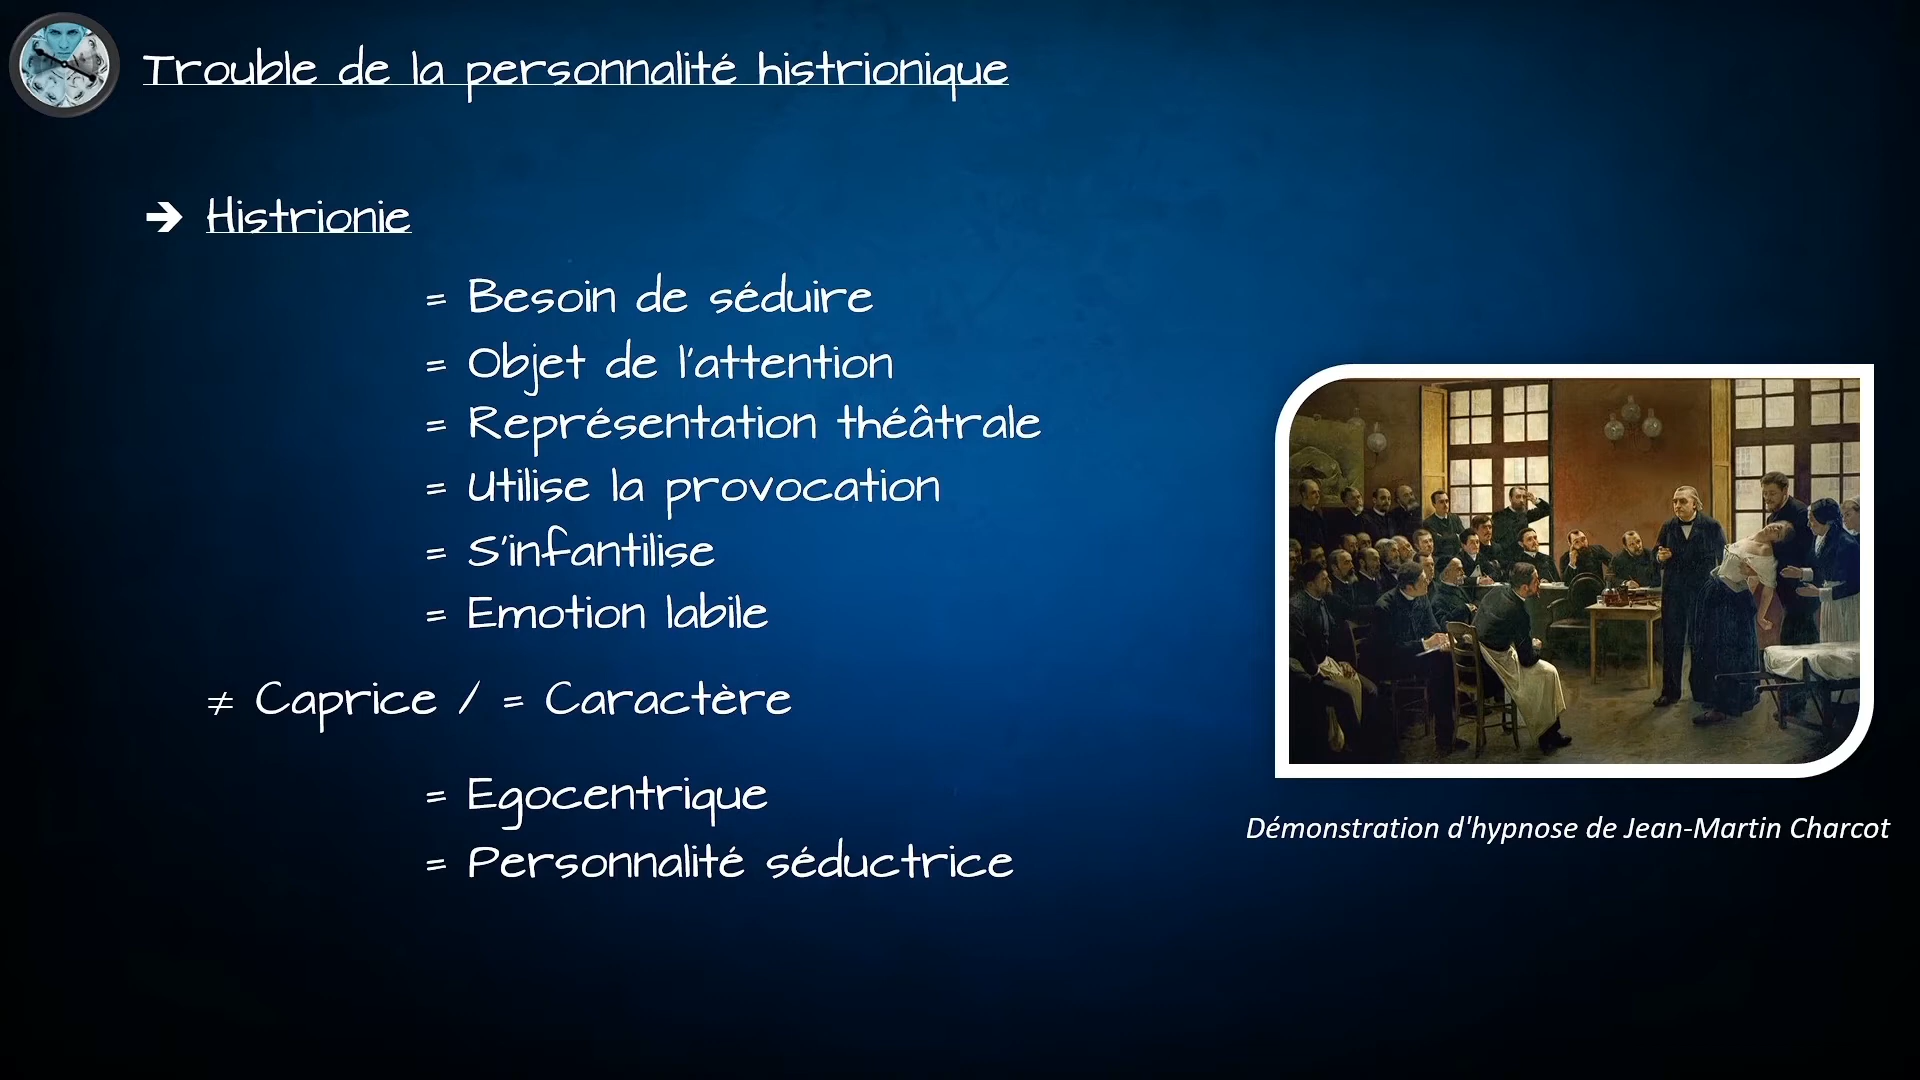 Trouble de la personnalité histrionique
➔ Histrionie
= Besoin de séduire
= Objet de l'attention
= Représentation théâtrale
= Utilise la provocation
= S'infantilise
= Emotion labile
≠ Caprice / = Caractère
= Egocentrique
= Personnalité séductrice
Démonstration d'hypnose de Jean-Martin Charcot